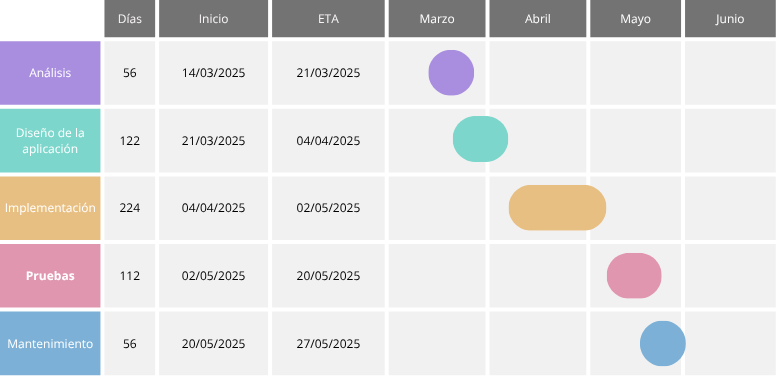 Días Inicio ETA Marzo Abril Mayo Junio
Análisis 56 14/03/2025 21/03/2025
Diseño de la
aplicación 122 21/03/2025 04/04/2025
Implementación 224 04/04/2025 02/05/2025
Pruebas 112 02/05/2025 20/05/2025
Mantenimiento 56 20/05/2025 27/05/2025